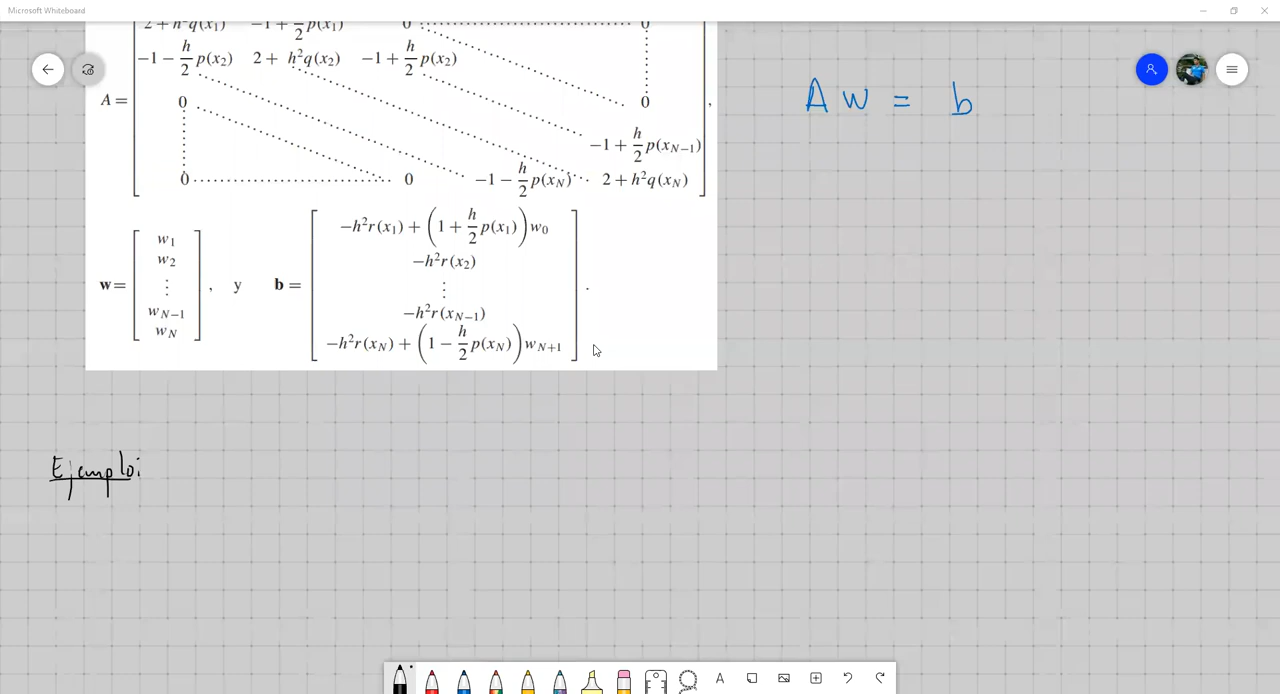 Microsoft Whiteboard
2 + h²q(x₁) −1 + h/2 p(x₁) 0 0
−1 − h/2 p(x₂) 2 + h²q(x₂) −1 + h/2 p(x₂)
A = 0 0 ,
−1 + h/2 p(x_{N−1})
0 0 −1 − h/2 p(x_N) 2 + h²q(x_N)
A w = b
w = [ w₁ w₂ ⋮ w_{N−1} w_N ] , y b =
−h²r(x₁) + (1 + h/2 p(x₁)) w₀
−h²r(x₂)
⋮
−h²r(x_{N−1})
−h²r(x_N) + (1 − h/2 p(x_N)) w_{N+1} .
Ejemplo:
A